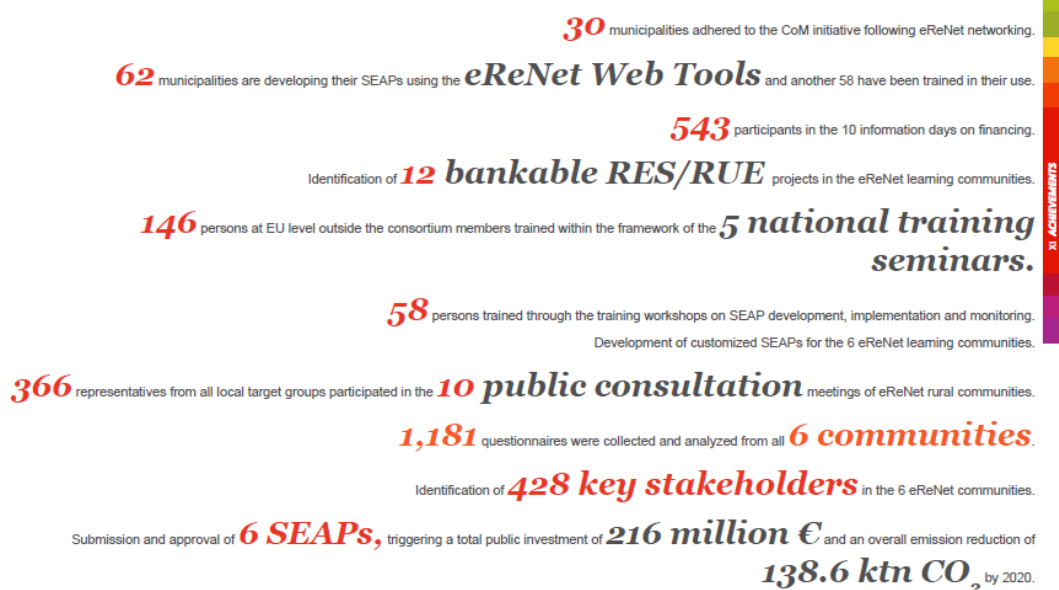 30 municipalities adhered to the CoM initiative following eReNet networking.
62 municipalities are developing their SEAPs using the eReNet Web Tools and another 58 have been trained in their use.
543 participants in the 10 information days on financing.
Identification of 12 bankable RES/RUE projects in the eReNet learning communities.
146 persons at EU level outside the consortium members trained within the framework of the 5 national training
seminars.
58 persons trained through the training workshops on SEAP development, implementation and monitoring.
Development of customized SEAPs for the 6 eReNet learning communities.
366 representatives from all local target groups participated in the 10 public consultation meetings of eReNet rural communities.
1,181 questionnaires were collected and analyzed from all 6 communities.
Identification of 428 key stakeholders in the 6 eReNet communities.
Submission and approval of 6 SEAPs, triggering a total public investment of 216 million € and an overall emission reduction of
138.6 ktn CO₂ by 2020.
XI ACHIEVEMENTS